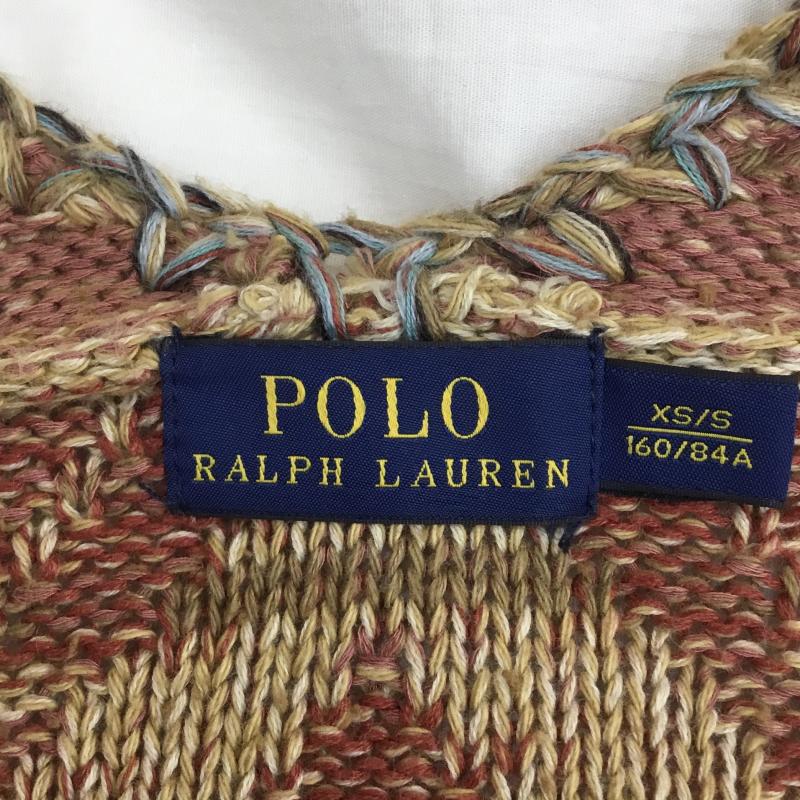 POLO
RALPH LAUREN
XS/S
160/84A